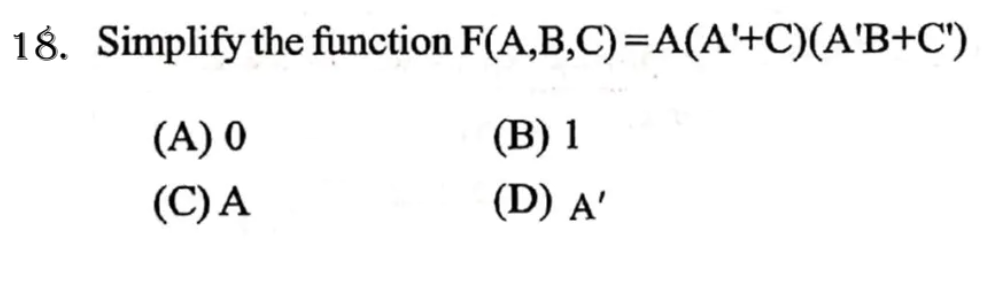 18. Simplify the function F(A,B,C)=A(A'+C)(A'B+C')
(A) 0 (B) 1
(C) A (D) A'